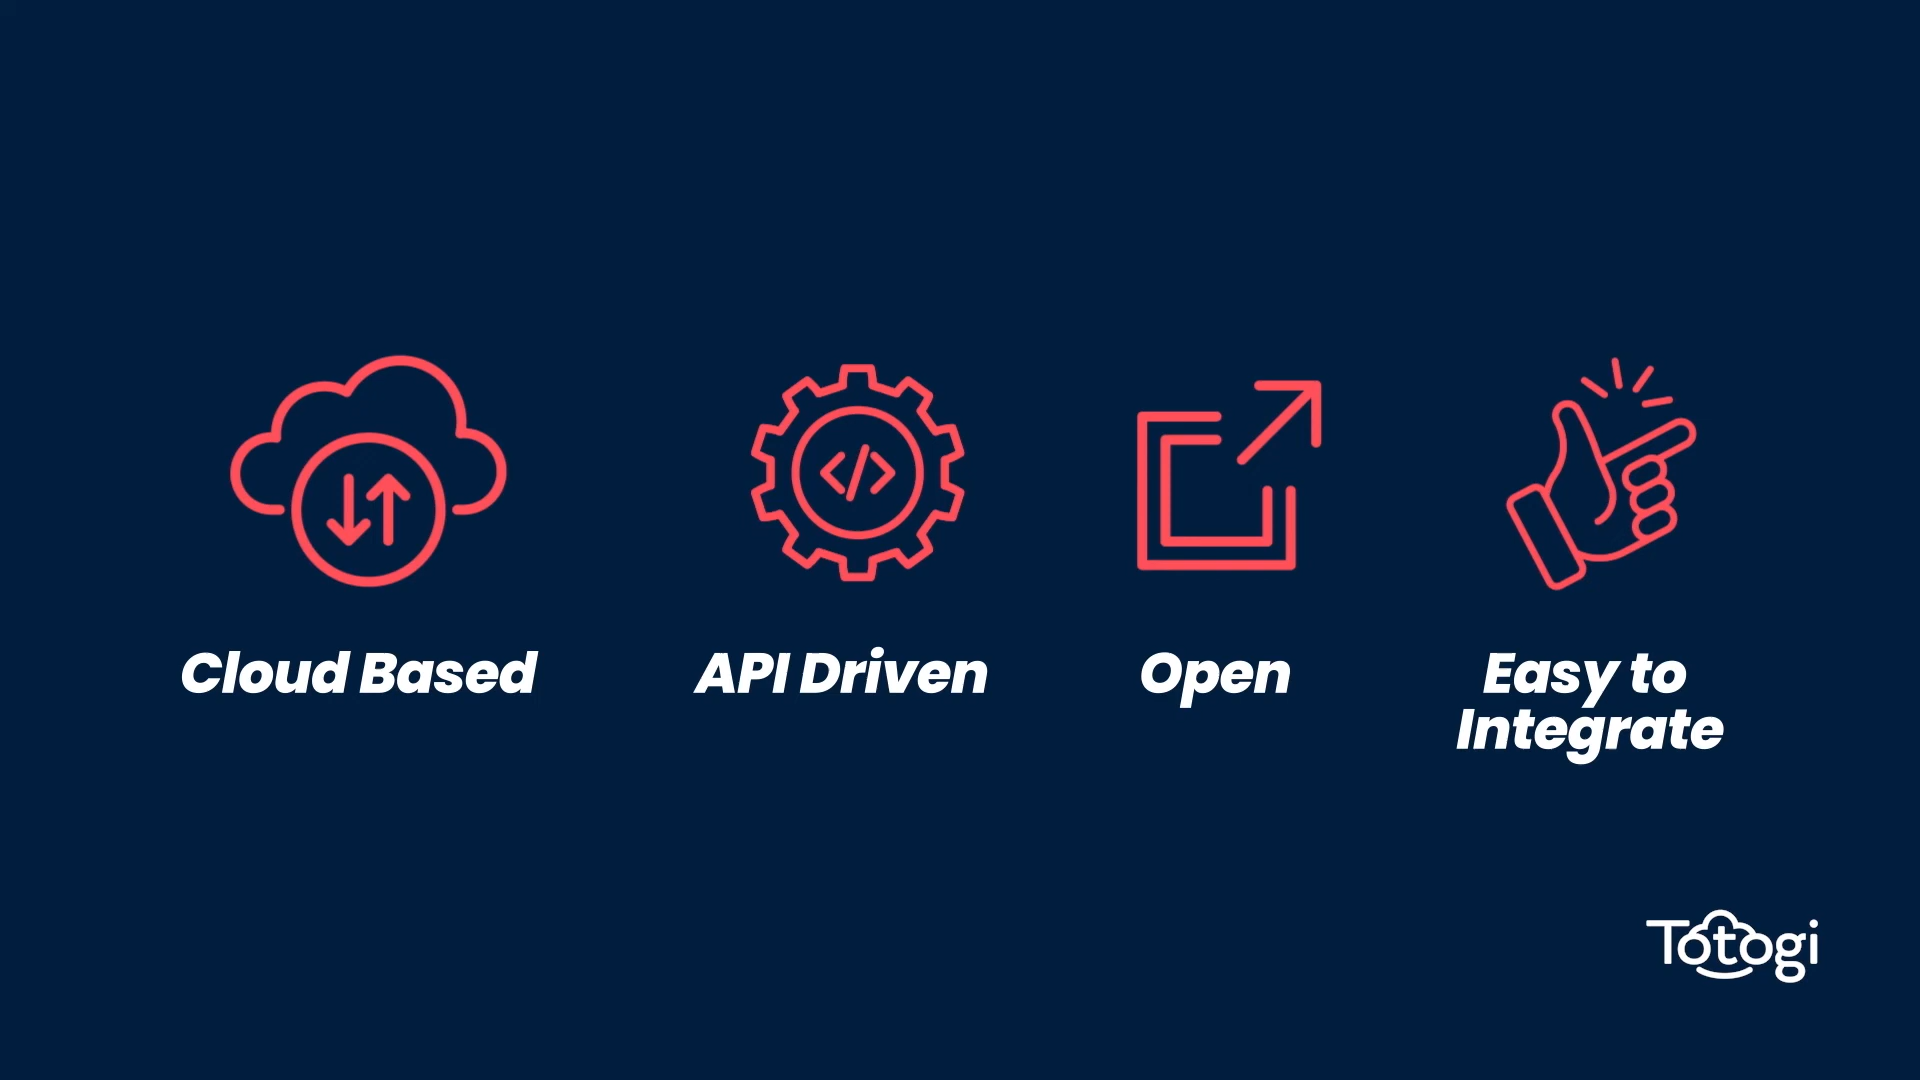 Cloud Based
API Driven
Open
Easy to
Integrate
Totogi